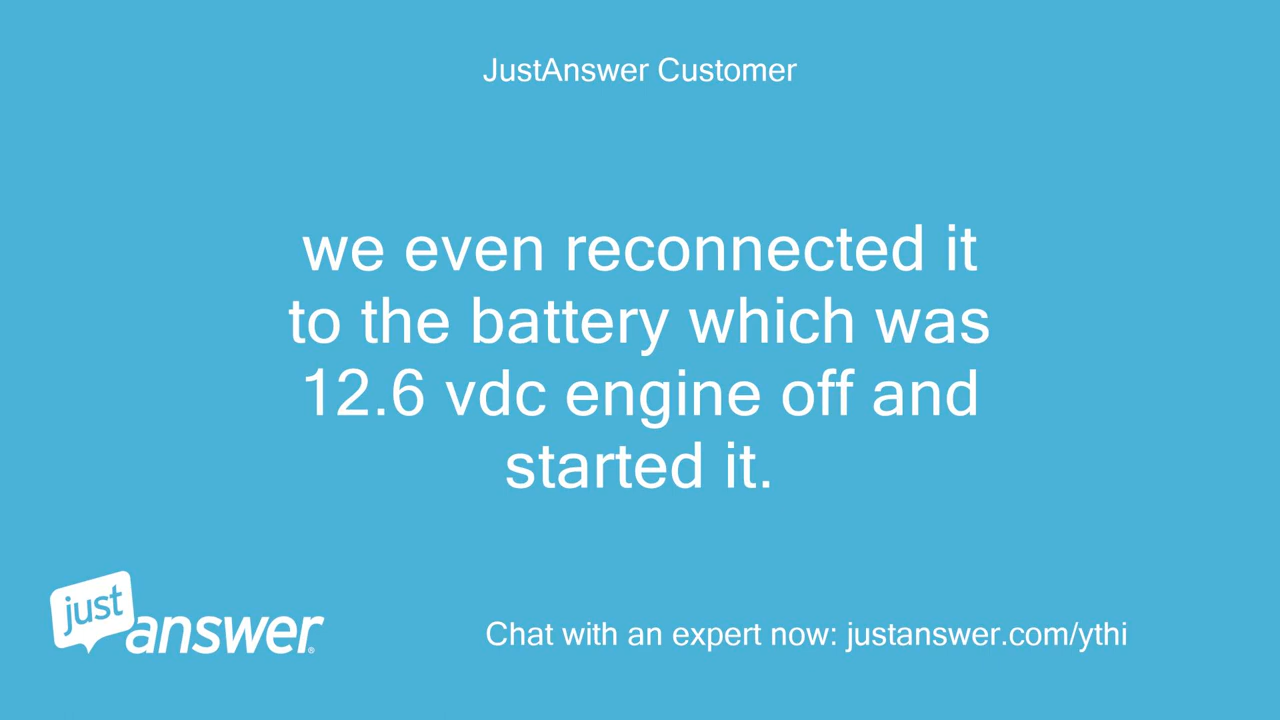 JustAnswer Customer
we even reconnected it
to the battery which was
12.6 vdc engine off and
started it.
just
answer®
Chat with an expert now: justanswer.com/ythi